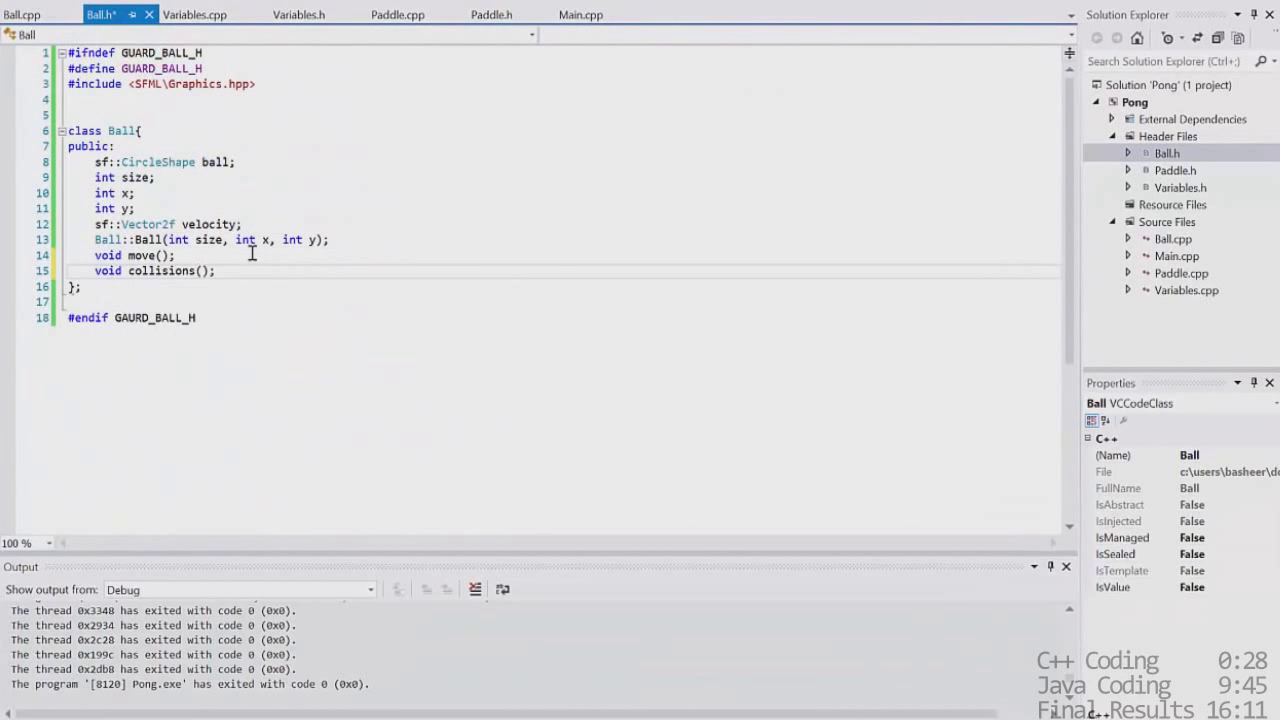 Ball.cpp Ball.h* Variables.cpp Variables.h Paddle.cpp Paddle.h Main.cpp
Ball
1 #ifndef GUARD_BALL_H
2 #define GUARD_BALL_H
3 #include <SFML\Graphics.hpp>
4
5
6 class Ball{
7 public:
8 sf::CircleShape ball;
9 int size;
10 int x;
11 int y;
12 sf::Vector2f velocity;
13 Ball::Ball(int size, int x, int y);
14 void move();
15 void collisions();
16 };
17
18 #endif GAURD_BALL_H
100 %
Output
Show output from: Debug
The thread 0x3348 has exited with code 0 (0x0).
The thread 0x2934 has exited with code 0 (0x0).
The thread 0x2c28 has exited with code 0 (0x0).
The thread 0x199c has exited with code 0 (0x0).
The thread 0x2db8 has exited with code 0 (0x0).
The program '[8120] Pong.exe' has exited with code 0 (0x0).
Solution Explorer
Search Solution Explorer (Ctrl+;)
Solution 'Pong' (1 project)
Pong
External Dependencies
Header Files
Ball.h
Paddle.h
Variables.h
Resource Files
Source Files
Ball.cpp
Main.cpp
Paddle.cpp
Variables.cpp
Properties
Ball VCCodeClass
C++
(Name) Ball
File c:\users\basheer\do
FullName Ball
IsAbstract False
IsInjected False
IsManaged False
IsSealed False
IsTemplate False
IsValue False
C++ Coding 0:28
Java Coding 9:45
Final Results 16:11
C++